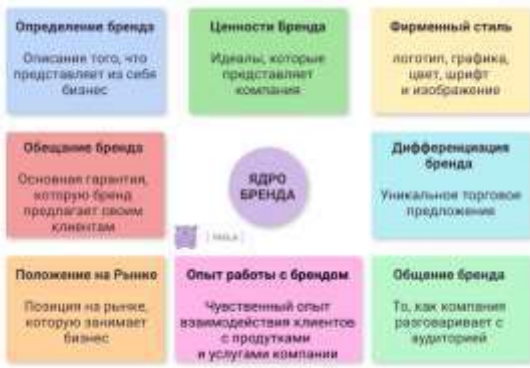 Определение бренда
Описание того, что
представляет из себя
бизнес
Ценности Бренда
Идеалы, которые
представляет
компания
Фирменный стиль
логотип, графика,
цвет, шрифт
и изображение
Обещание бренда
Основная гарантия,
которую бренд
предлагает своим
клиентам
ЯДРО
БРЕНДА
Дифференциация
бренда
Уникальное торговое
предложение
Положение на Рынке
Позиция на рынке,
которую занимает
бизнес
Опыт работы с брендом
Чувственный опыт
взаимодействия клиентов
с продутками
и услугами компании
Общение бренда
То, как компания
разговаривает с
аудиторией